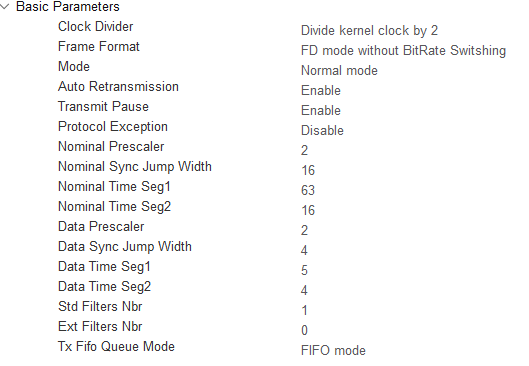 Basic Parameters
Clock Divider Divide kernel clock by 2
Frame Format FD mode without BitRate Switshing
Mode Normal mode
Auto Retransmission Enable
Transmit Pause Enable
Protocol Exception Disable
Nominal Prescaler 2
Nominal Sync Jump Width 16
Nominal Time Seg1 63
Nominal Time Seg2 16
Data Prescaler 2
Data Sync Jump Width 4
Data Time Seg1 5
Data Time Seg2 4
Std Filters Nbr 1
Ext Filters Nbr 0
Tx Fifo Queue Mode FIFO mode